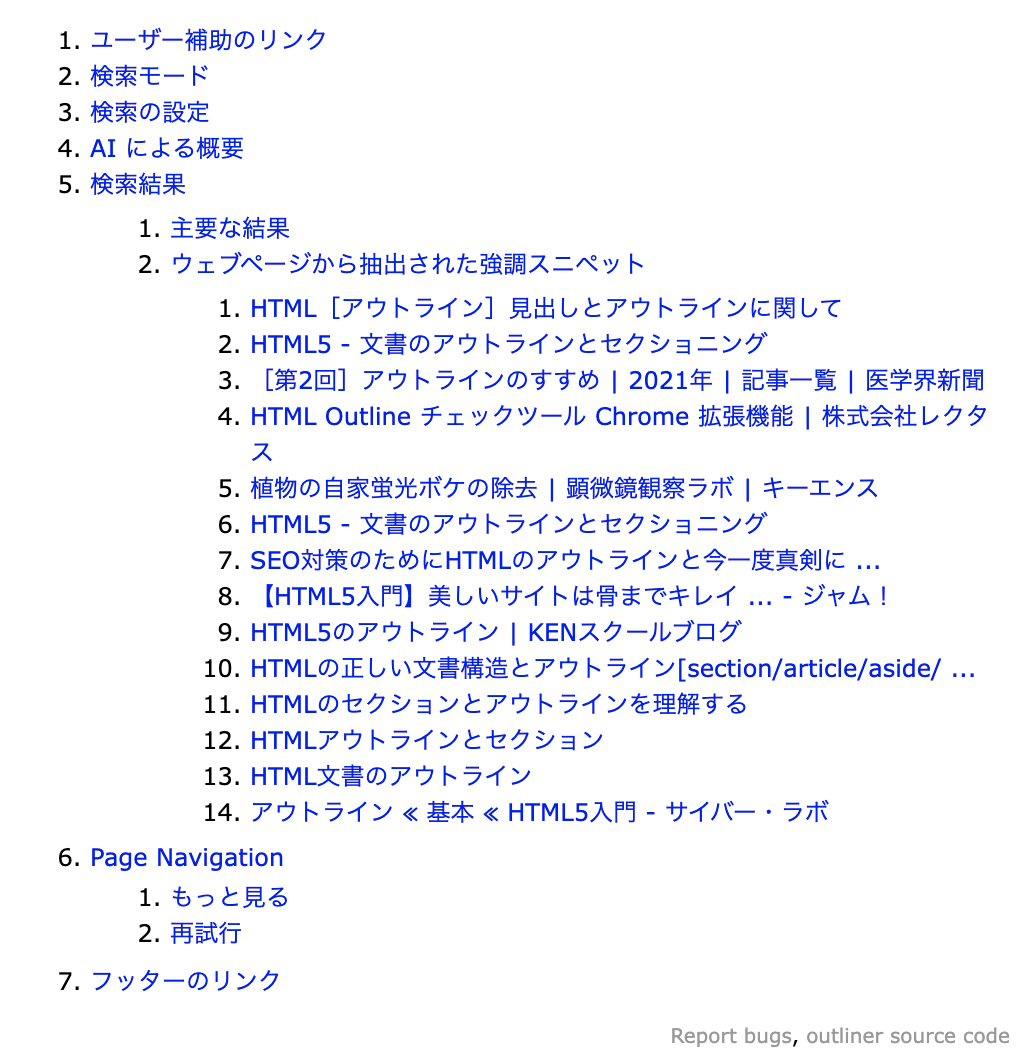 1. ユーザー補助のリンク
2. 検索モード
3. 検索の設定
4. AI による概要
5. 検索結果
1. 主要な結果
2. ウェブページから抽出された強調スニペット
1. HTML［アウトライン］見出しとアウトラインに関して
2. HTML5 - 文書のアウトラインとセクショニング
3. ［第2回］アウトラインのすすめ | 2021年 | 記事一覧 | 医学界新聞
4. HTML Outline チェックツール Chrome 拡張機能 | 株式会社レクタ
ス
5. 植物の自家蛍光ボケの除去 | 顕微鏡観察ラボ | キーエンス
6. HTML5 - 文書のアウトラインとセクショニング
7. SEO対策のためにHTMLのアウトラインと今一度真剣に ...
8. 【HTML5入門】美しいサイトは骨までキレイ ... - ジャム！
9. HTML5のアウトライン | KENスクールブログ
10. HTMLの正しい文書構造とアウトライン[section/article/aside/ ...
11. HTMLのセクションとアウトラインを理解する
12. HTMLアウトラインとセクション
13. HTML文書のアウトライン
14. アウトライン ≪ 基本 ≪ HTML5入門 - サイバー・ラボ
6. Page Navigation
1. もっと見る
2. 再試行
7. フッターのリンク
Report bugs, outliner source code